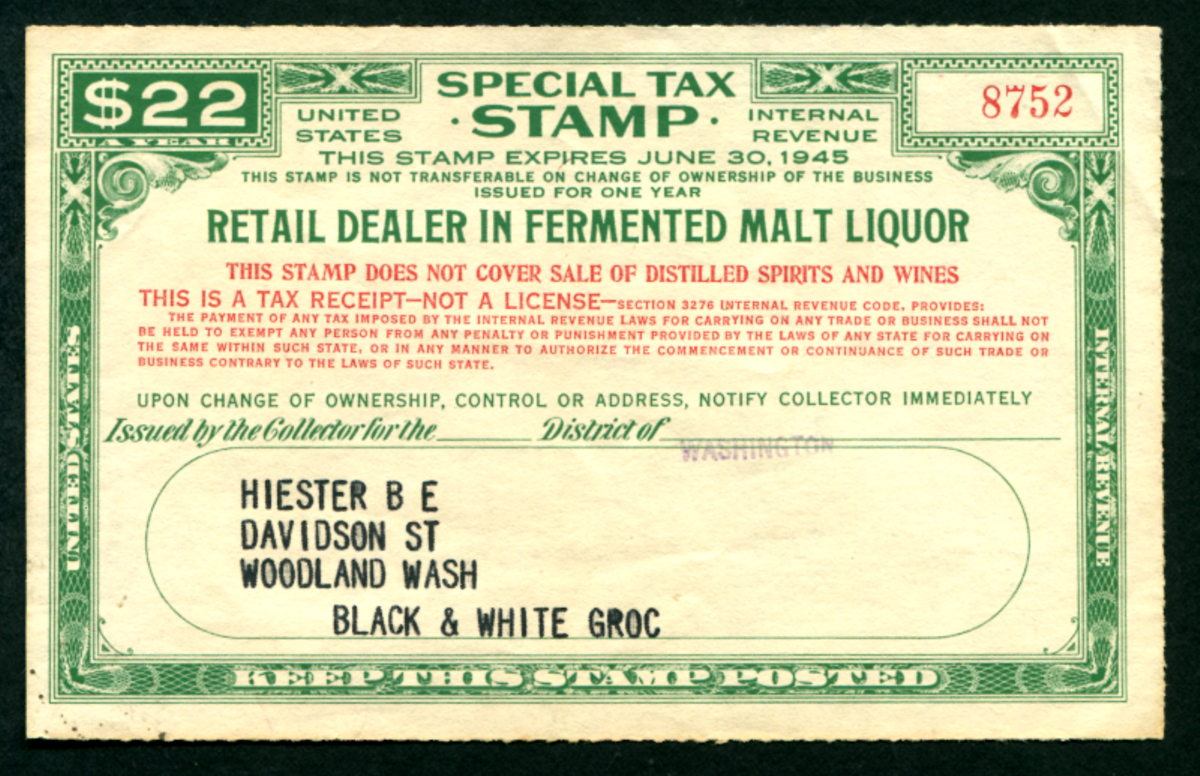 $22
A YEAR
UNITED STATES
SPECIAL TAX
· STAMP ·
INTERNAL REVENUE
8752
THIS STAMP EXPIRES JUNE 30, 1945
THIS STAMP IS NOT TRANSFERABLE ON CHANGE OF OWNERSHIP OF THE BUSINESS
ISSUED FOR ONE YEAR
RETAIL DEALER IN FERMENTED MALT LIQUOR
THIS STAMP DOES NOT COVER SALE OF DISTILLED SPIRITS AND WINES
THIS IS A TAX RECEIPT—NOT A LICENSE—SECTION 3276 INTERNAL REVENUE CODE, PROVIDES:
THE PAYMENT OF ANY TAX IMPOSED BY THE INTERNAL REVENUE LAWS FOR CARRYING ON ANY TRADE OR BUSINESS SHALL NOT
BE HELD TO EXEMPT ANY PERSON FROM ANY PENALTY OR PUNISHMENT PROVIDED BY THE LAWS OF ANY STATE FOR CARRYING ON
THE SAME WITHIN SUCH STATE, OR IN ANY MANNER TO AUTHORIZE THE COMMENCEMENT OR CONTINUANCE OF SUCH TRADE OR
BUSINESS CONTRARY TO THE LAWS OF SUCH STATE.
UPON CHANGE OF OWNERSHIP, CONTROL OR ADDRESS, NOTIFY COLLECTOR IMMEDIATELY
Issued by the Collector for the District of
WASHINGTON
HIESTER B E
DAVIDSON ST
WOODLAND WASH
BLACK & WHITE GROC
UNITED STATES
INTERNAL REVENUE
KEEP THIS STAMP POSTED